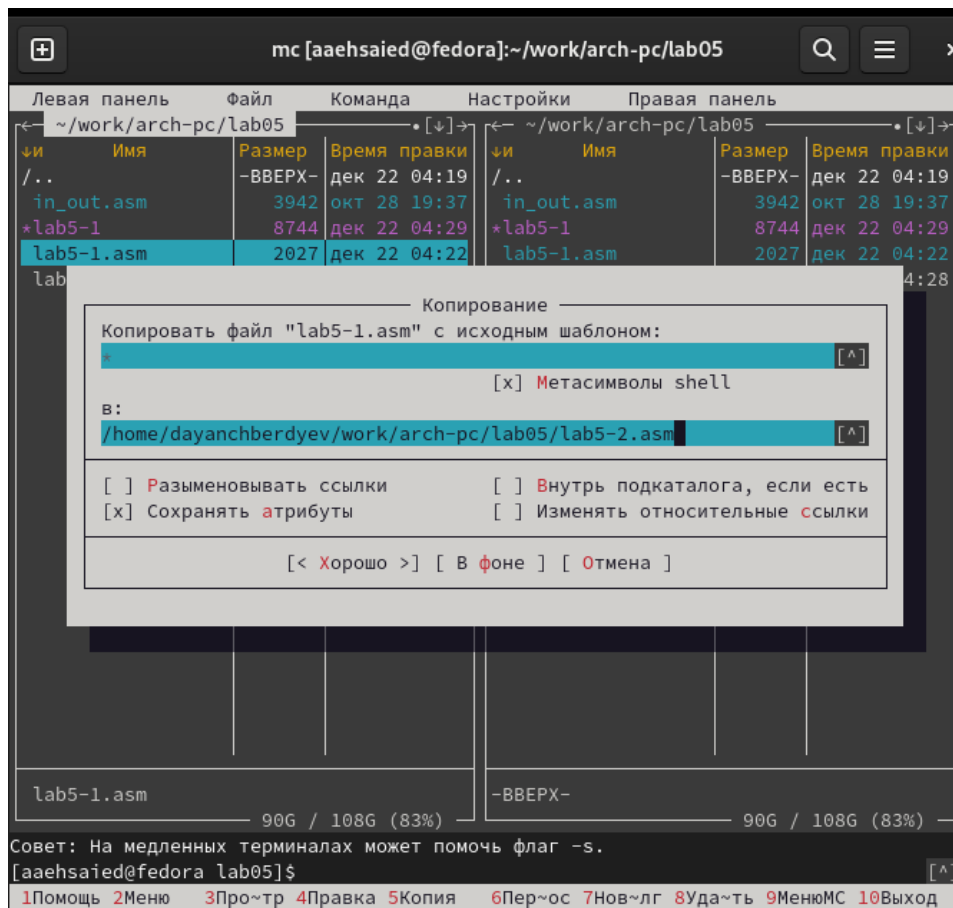 mc [aaehsaied@fedora]:~/work/arch-pc/lab05
Левая панель Файл Команда Настройки Правая панель
~/work/arch-pc/lab05 [↓] ~/work/arch-pc/lab05 [↓]
↓и Имя Размер Время правки ↓и Имя Размер Время правки
/.. -ВВЕРХ- дек 22 04:19 /.. -ВВЕРХ- дек 22 04:19
in_out.asm 3942 окт 28 19:37 in_out.asm 3942 окт 28 19:37
*lab5-1 8744 дек 22 04:29 *lab5-1 8744 дек 22 04:29
lab5-1.asm 2027 дек 22 04:22 lab5-1.asm 2027 дек 22 04:22
lab 4:28
Копирование
Копировать файл "lab5-1.asm" с исходным шаблоном:
* [^]
[x] Метасимволы shell
в:
/home/dayanchberdyev/work/arch-pc/lab05/lab5-2.asm [^]
[ ] Разыменовывать ссылки [ ] Внутрь подкаталога, если есть
[x] Сохранять атрибуты [ ] Изменять относительные ссылки
[< Хорошо >] [ В фоне ] [ Отмена ]
lab5-1.asm -ВВЕРХ-
90G / 108G (83%) 90G / 108G (83%)
Совет: На медленных терминалах может помочь флаг -s.
[aaehsaied@fedora lab05]$ [^]
1Помощь 2Меню 3Про~тр 4Правка 5Копия 6Пер~ос 7Нов~лг 8Уда~ть 9МенюМС 10Выход